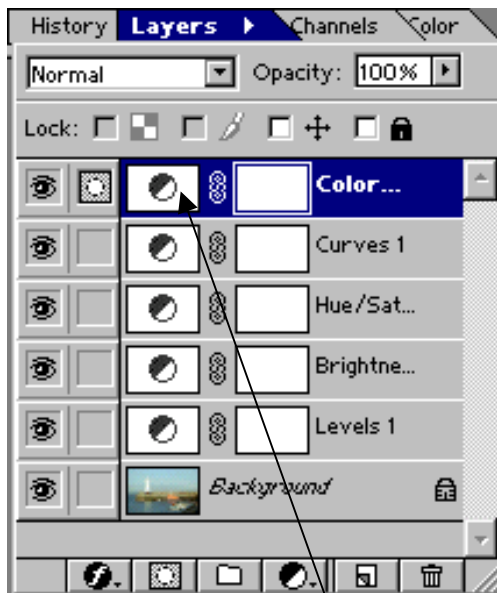 History Layers Channels Color
Normal Opacity: 100%
Lock:
Color...
Curves 1
Hue/Sat...
Brightne...
Levels 1
Background